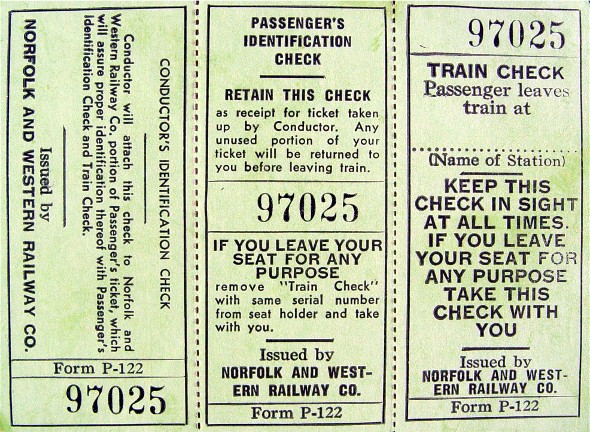 CONDUCTOR'S IDENTIFICATION CHECK
Conductor will attach this check to Norfolk and
Western Railway Co. portion of Passenger's ticket, which
will assure proper identification thereof with Passenger's
Identification Check and Train Check.
Issued by
NORFOLK AND WESTERN RAILWAY CO.
Form P-122
97025
PASSENGER'S
IDENTIFICATION
CHECK
RETAIN THIS CHECK
as receipt for ticket taken
up by Conductor. Any
unused portion of your
ticket will be returned to
you before leaving train.
97025
IF YOU LEAVE YOUR
SEAT FOR ANY
PURPOSE
remove "Train Check"
with same serial number
from seat holder and take
with you.
Issued by
NORFOLK AND WEST-
ERN RAILWAY CO.
Form P-122
97025
TRAIN CHECK
Passenger leaves
train at
(Name of Station)
KEEP THIS
CHECK IN SIGHT
AT ALL TIMES.
IF YOU LEAVE
YOUR SEAT FOR
ANY PURPOSE
TAKE THIS
CHECK WITH
YOU
Issued by
NORFOLK AND WEST-
ERN RAILWAY CO.
Form P-122